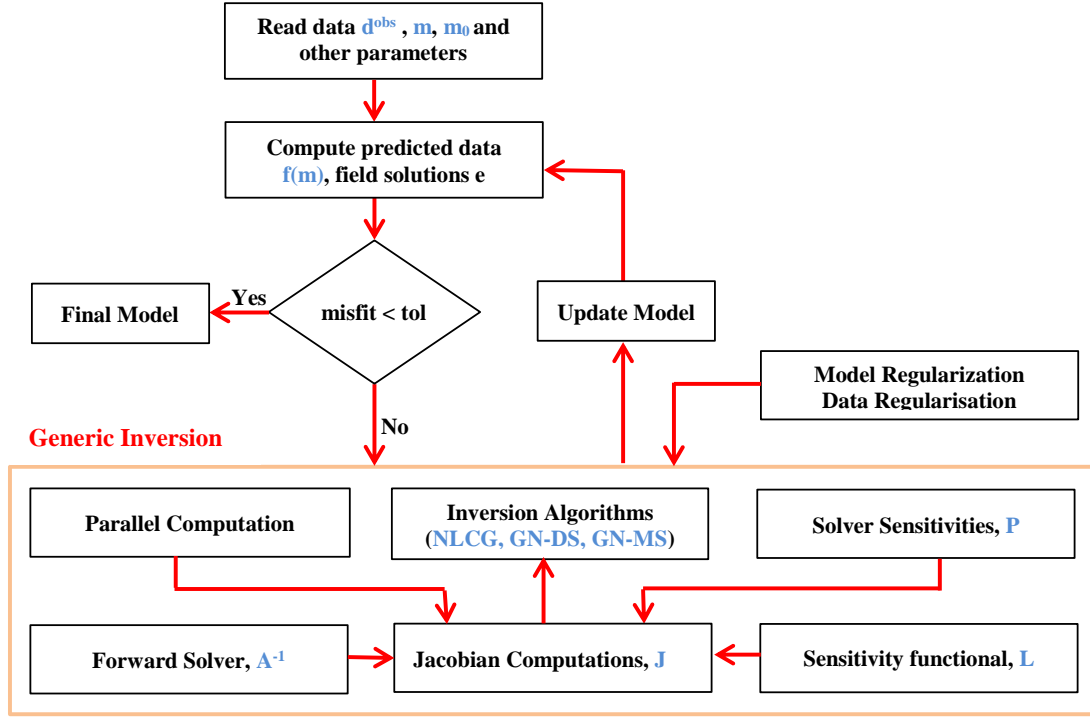 Read data d^obs , m, m₀ and
other parameters
Compute predicted data
f(m), field solutions e
Yes
Final Model
misfit < tol
Update Model
Model Regularization
Data Regularisation
No
Generic Inversion
Parallel Computation
Inversion Algorithms
(NLCG, GN-DS, GN-MS)
Solver Sensitivities, P
Forward Solver, A⁻¹
Jacobian Computations, J
Sensitivity functional, L